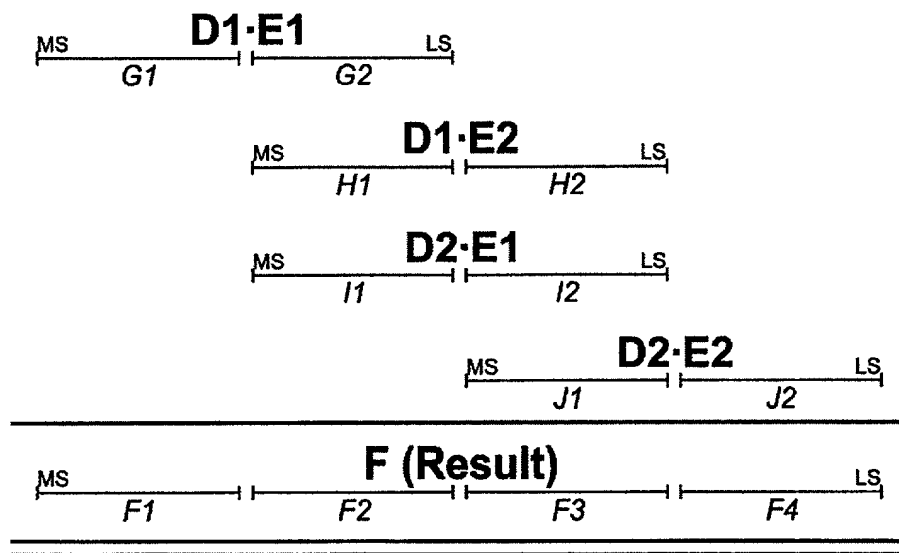 D1·E1
MS LS
G1 G2
D1·E2
MS LS
H1 H2
D2·E1
MS LS
I1 I2
D2·E2
MS LS
J1 J2
F (Result)
MS LS
F1 F2 F3 F4